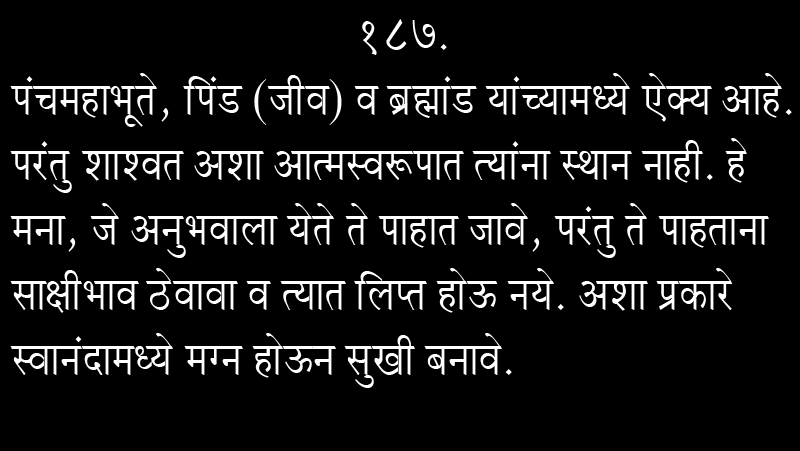 १८७.
पंचमहाभूते, पिंड (जीव) व ब्रह्मांड यांच्यामध्ये ऐक्य आहे.
परंतु शाश्वत अशा आत्मस्वरूपात त्यांना स्थान नाही. हे
मना, जे अनुभवाला येते ते पाहात जावे, परंतु ते पाहताना
साक्षीभाव ठेवावा व त्यात लिप्त होऊ नये. अशा प्रकारे
स्वानंदामध्ये मग्न होऊन सुखी बनावे.